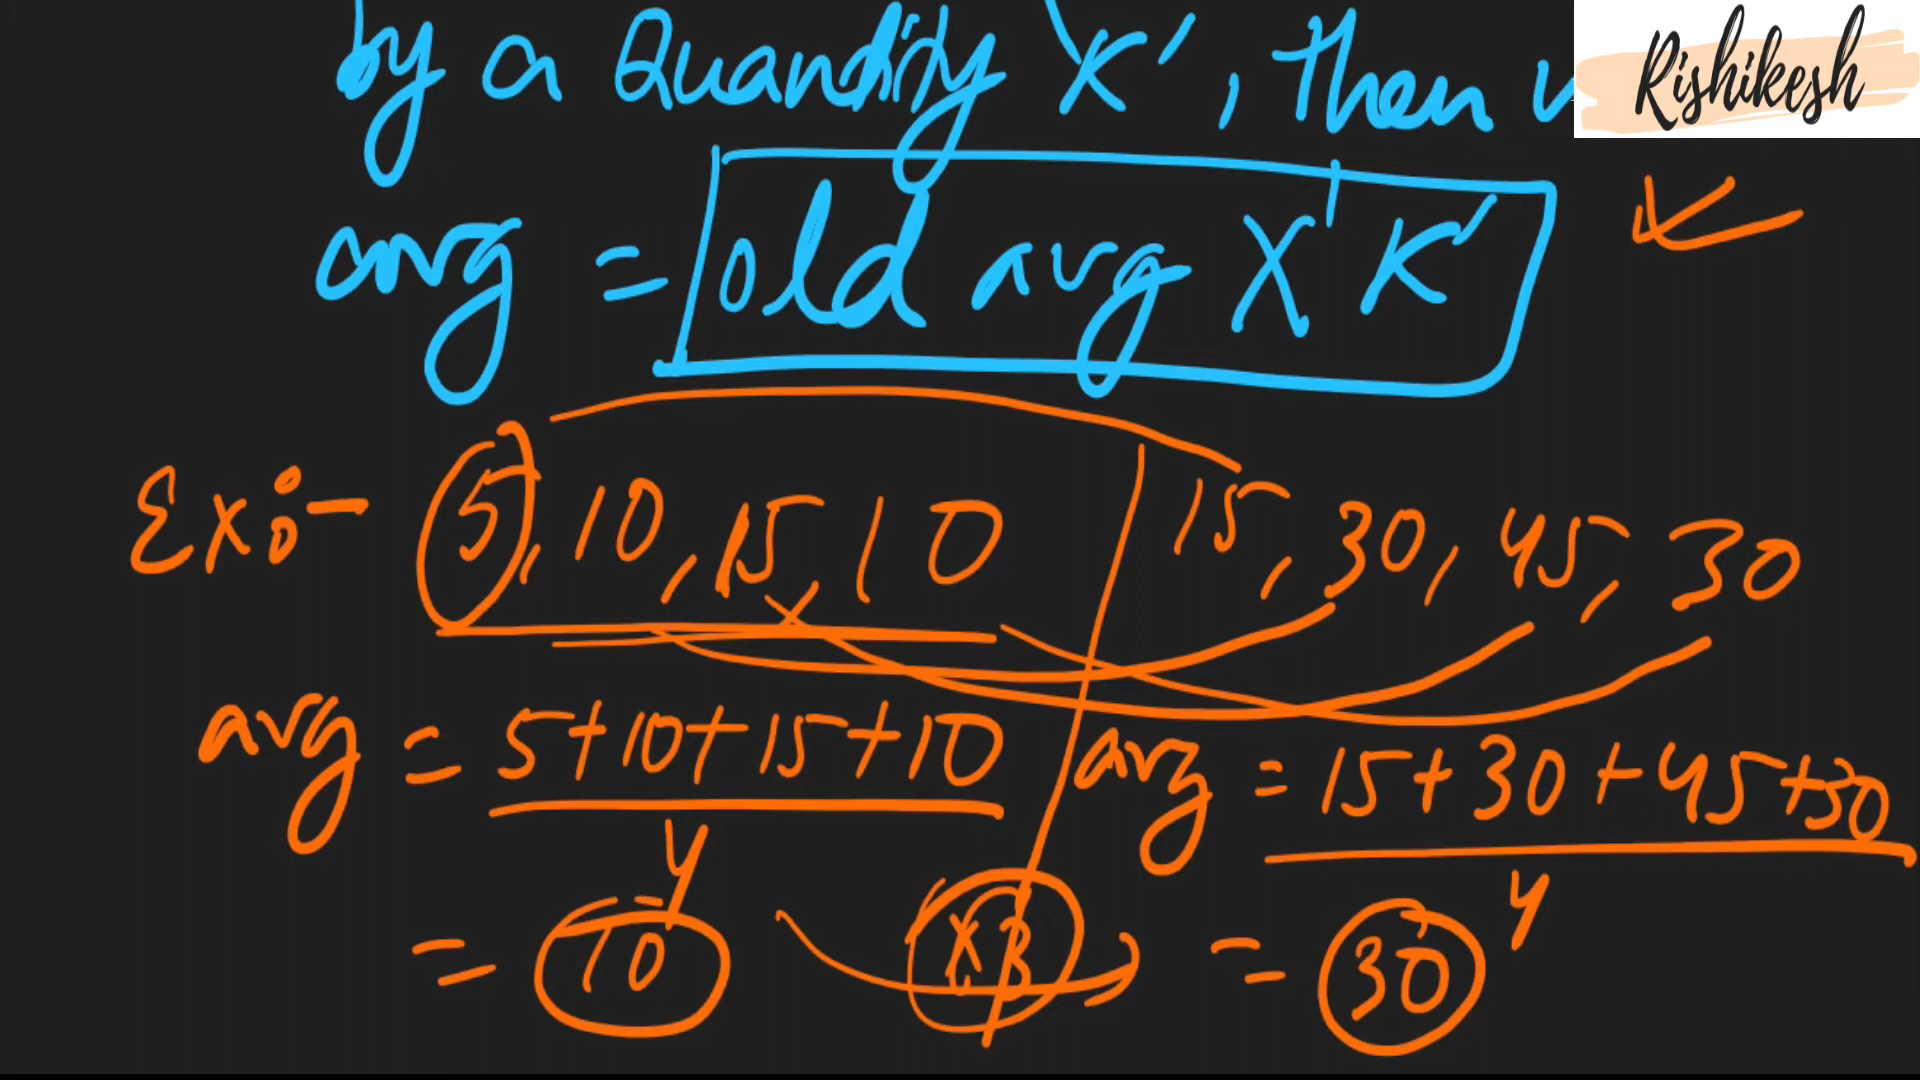 by a Quantity 'K', then
Rishikesh
avg = old avg X 'K'
Ex:- 5, 10, 15, 10 15, 30, 45, 30
avg = 5+10+15+10 avg = 15+30+45+30
4 4
= 10 X3 = 30